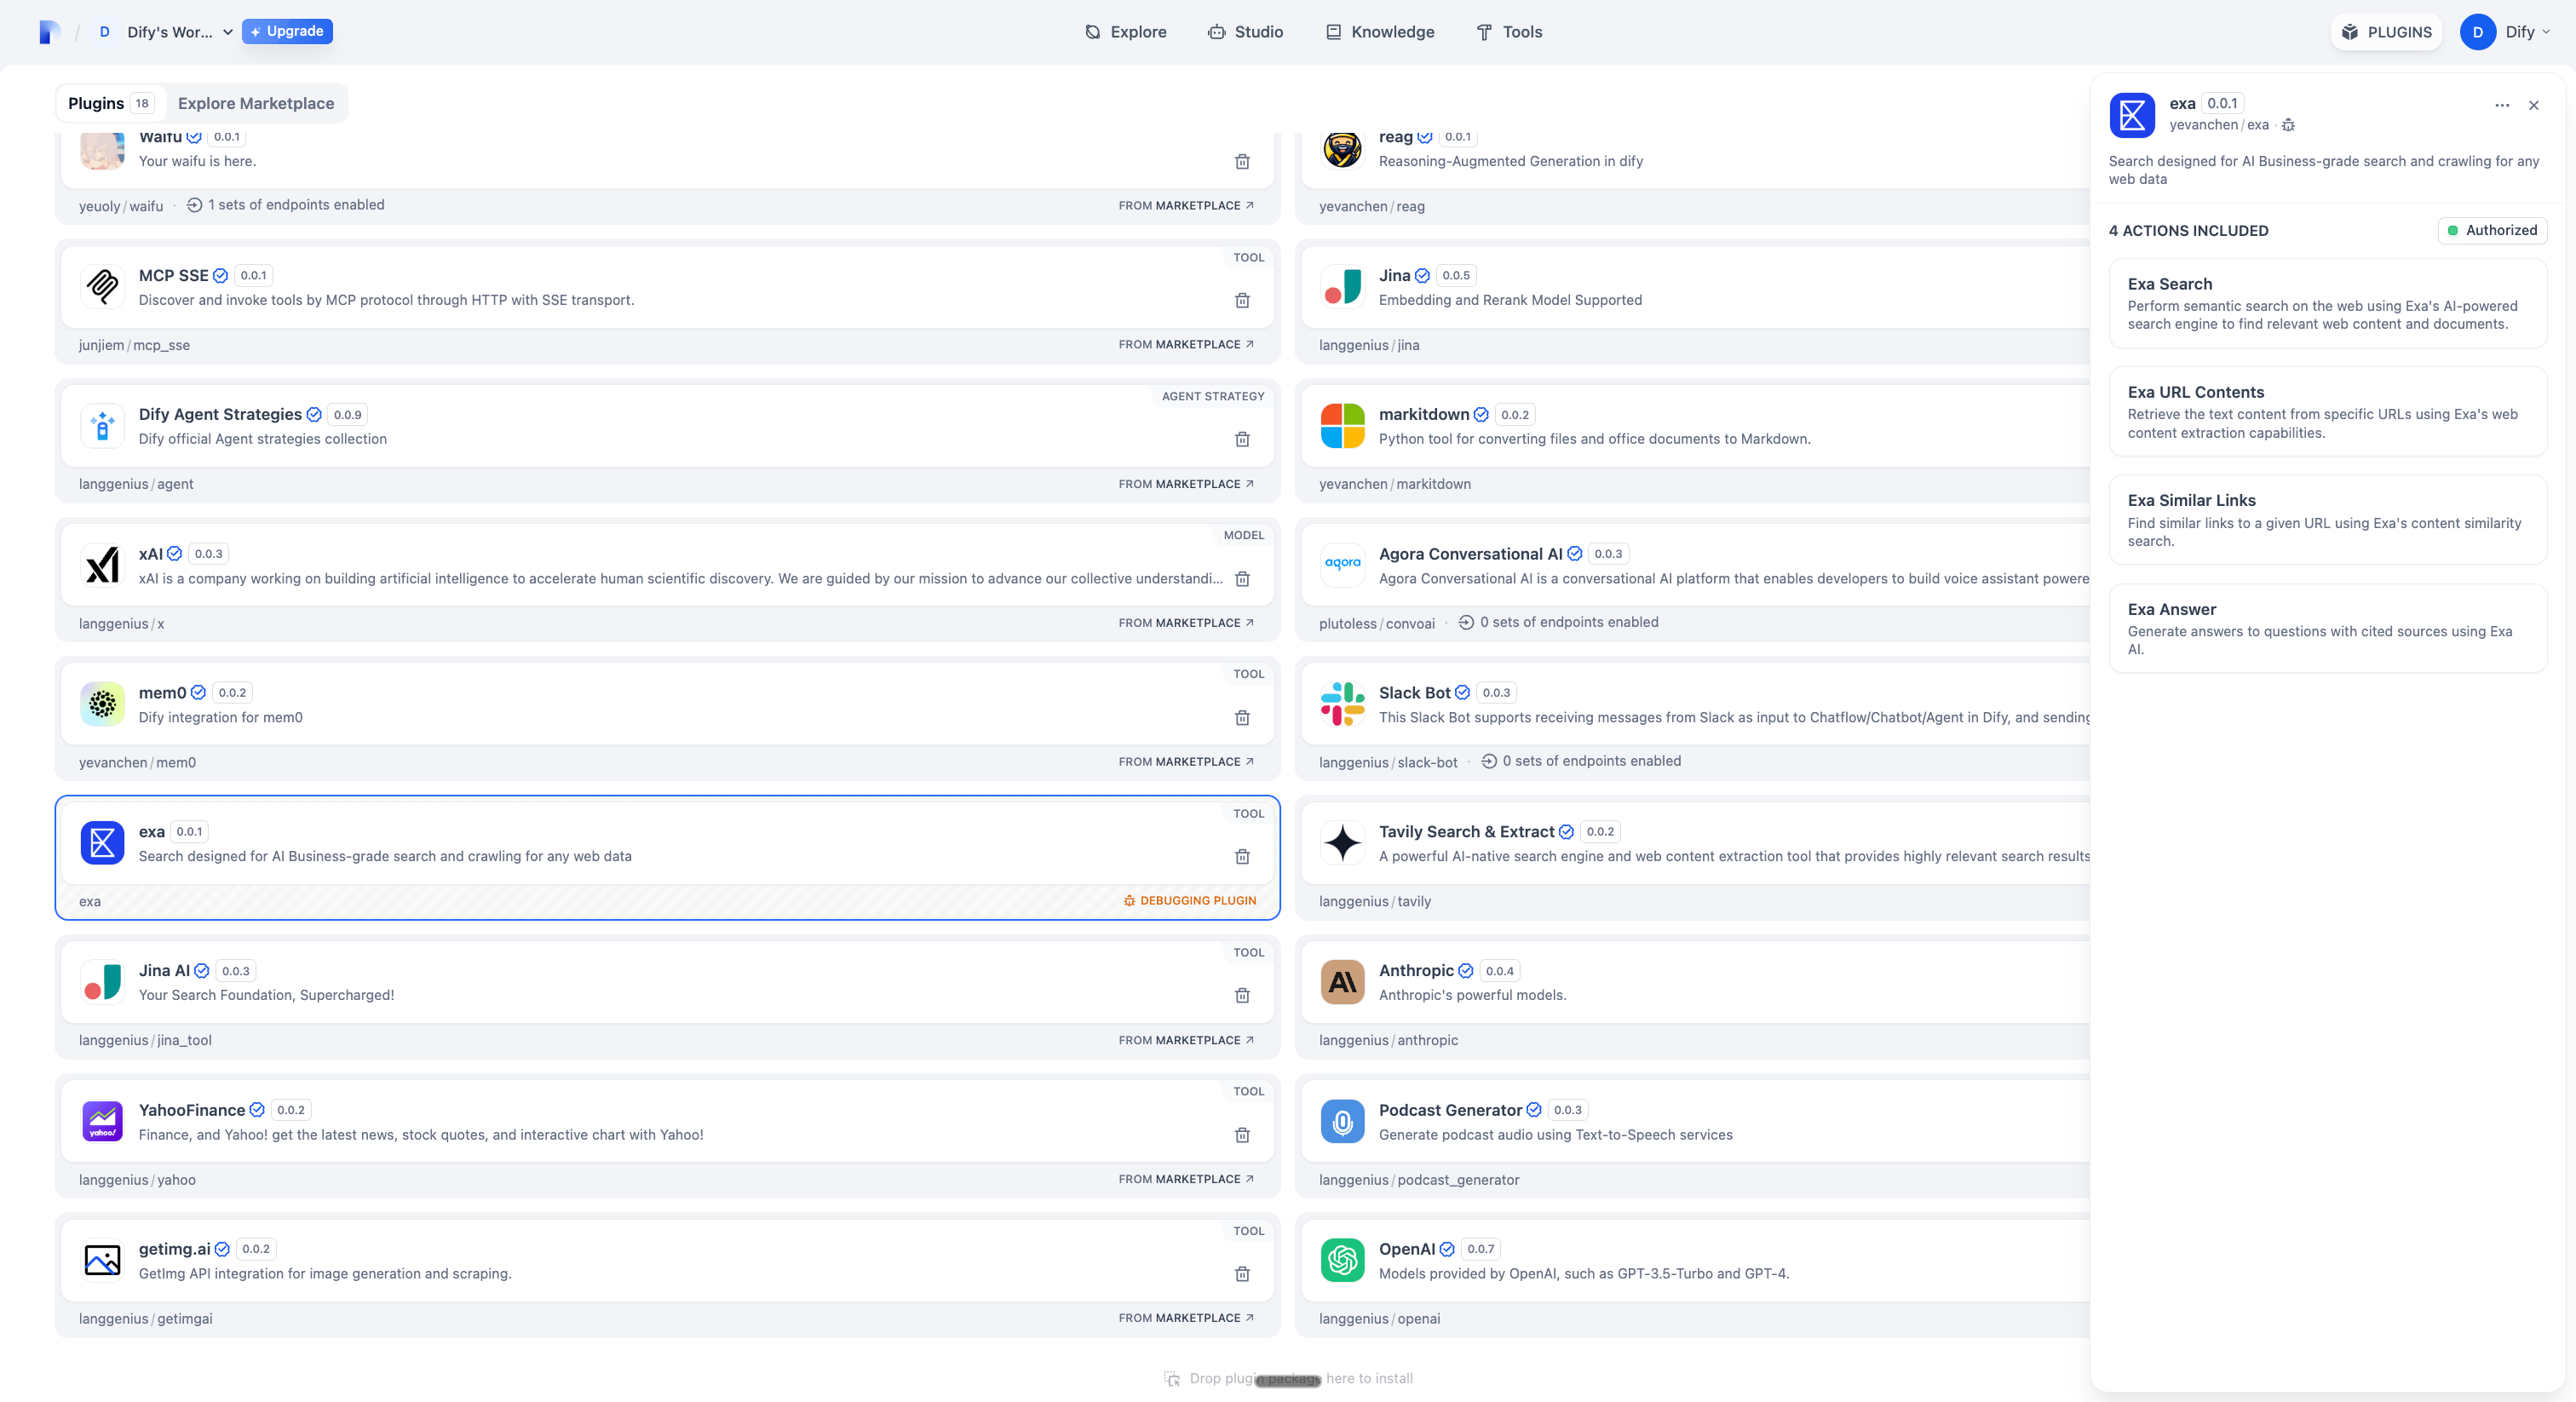 / D Dify's Wor... Upgrade
Explore Studio Knowledge Tools
PLUGINS D Dify
Plugins 18 Explore Marketplace
Waifu 0.0.1
Your waifu is here.
yeuoly / waifu · 1 sets of endpoints enabled FROM MARKETPLACE
reag 0.0.1
Reasoning-Augmented Generation in dify
yevanchen / reag
TOOL
MCP SSE 0.0.1
Discover and invoke tools by MCP protocol through HTTP with SSE transport.
junjiem / mcp_sse FROM MARKETPLACE
Jina 0.0.5
Embedding and Rerank Model Supported
langgenius / jina
AGENT STRATEGY
Dify Agent Strategies 0.0.9
Dify official Agent strategies collection
langgenius / agent FROM MARKETPLACE
markitdown 0.0.2
Python tool for converting files and office documents to Markdown.
yevanchen / markitdown
MODEL
xAI 0.0.3
xAI is a company working on building artificial intelligence to accelerate human scientific discovery. We are guided by our mission to advance our collective understandi...
langgenius / x FROM MARKETPLACE
Agora Conversational AI 0.0.3
agora
Agora Conversational AI is a conversational AI platform that enables developers to build voice assistant powere
plutoless / convoai · 0 sets of endpoints enabled
TOOL
mem0 0.0.2
Dify integration for mem0
yevanchen / mem0 FROM MARKETPLACE
Slack Bot 0.0.3
This Slack Bot supports receiving messages from Slack as input to Chatflow/Chatbot/Agent in Dify, and sending
langgenius / slack-bot · 0 sets of endpoints enabled
TOOL
exa 0.0.1
Search designed for AI Business-grade search and crawling for any web data
exa DEBUGGING PLUGIN
Tavily Search & Extract 0.0.2
A powerful AI-native search engine and web content extraction tool that provides highly relevant search results
langgenius / tavily
TOOL
Jina AI 0.0.3
Your Search Foundation, Supercharged!
langgenius / jina_tool FROM MARKETPLACE
Anthropic 0.0.4
Anthropic's powerful models.
langgenius / anthropic
TOOL
YahooFinance 0.0.2
yahoo!
Finance, and Yahoo! get the latest news, stock quotes, and interactive chart with Yahoo!
langgenius / yahoo FROM MARKETPLACE
Podcast Generator 0.0.3
Generate podcast audio using Text-to-Speech services
langgenius / podcast_generator
TOOL
getimg.ai 0.0.2
GetImg API integration for image generation and scraping.
langgenius / getimgai FROM MARKETPLACE
OpenAI 0.0.7
Models provided by OpenAI, such as GPT-3.5-Turbo and GPT-4.
langgenius / openai
Drop plugin package here to install
exa 0.0.1
yevanchen / exa ·
Search designed for AI Business-grade search and crawling for any
web data
4 ACTIONS INCLUDED Authorized
Exa Search
Perform semantic search on the web using Exa's AI-powered
search engine to find relevant web content and documents.
Exa URL Contents
Retrieve the text content from specific URLs using Exa's web
content extraction capabilities.
Exa Similar Links
Find similar links to a given URL using Exa's content similarity
search.
Exa Answer
Generate answers to questions with cited sources using Exa
AI.